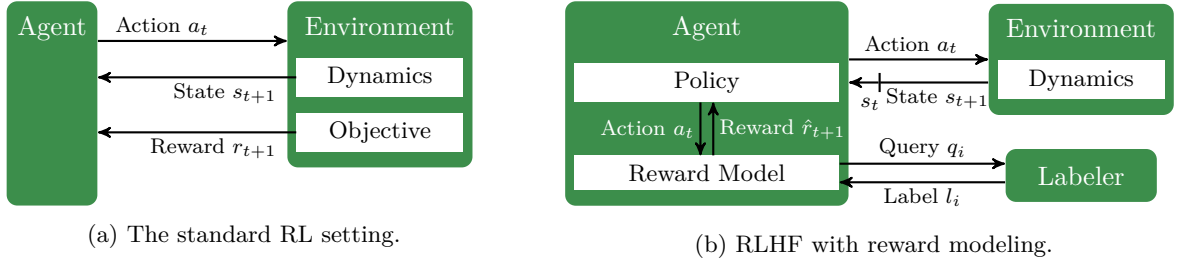 Agent
Action a_t
State s_{t+1}
Reward r_{t+1}
Environment
Dynamics
Objective
(a) The standard RL setting.
Agent
Policy
Action a_t
Reward r̂_{t+1}
Reward Model
Action a_t
s_t
State s_{t+1}
Environment
Dynamics
Query q_i
Label l_i
Labeler
(b) RLHF with reward modeling.